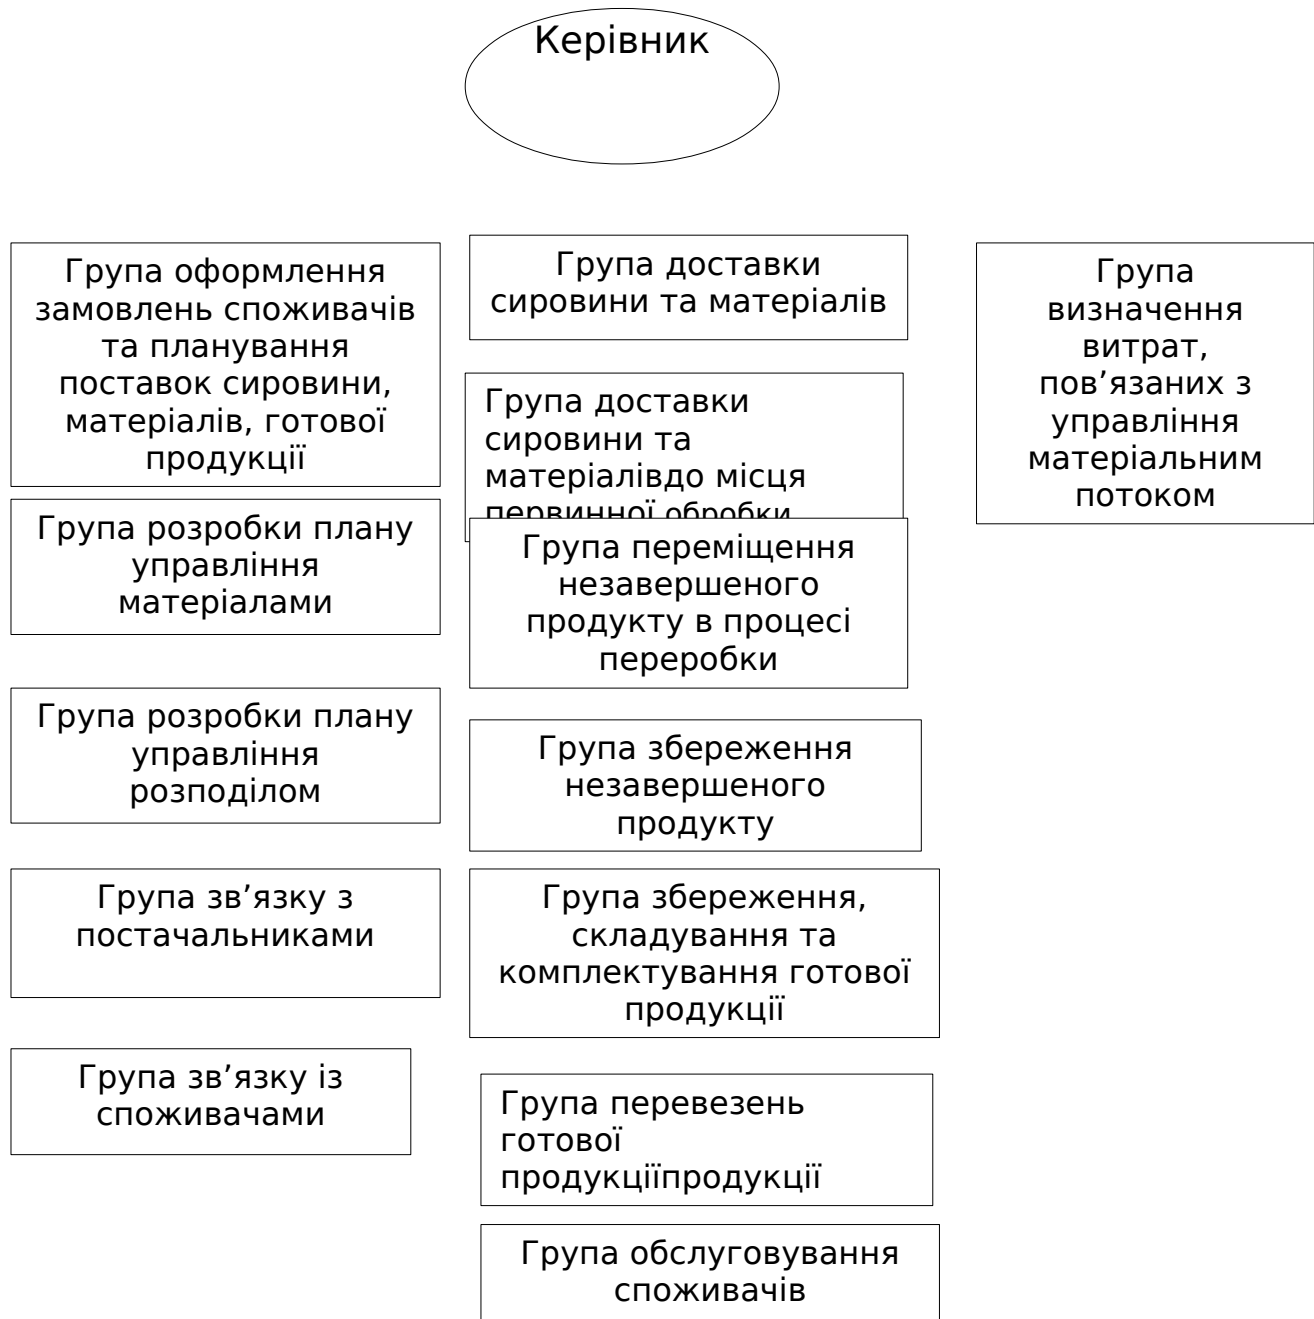 Керівник
Група оформлення
замовлень споживачів
та планування
поставок сировини,
матеріалів, готової
продукції
Група розробки плану
управління
матеріалами
Група розробки плану
управління
розподілом
Група зв’язку з
постачальниками
Група зв’язку із
споживачами
Група доставки
сировини та матеріалів
Група доставки
сировини та
матеріалівдо місця
первинної обробки
Група переміщення
незавершеного
продукту в процесі
переробки
Група збереження
незавершеного
продукту
Група збереження,
складування та
комплектування готової
продукції
Група перевезень
готової
продукціїпродукції
Група обслуговування
споживачів
Група
визначення
витрат,
пов’язаних з
управління
матеріальним
потоком